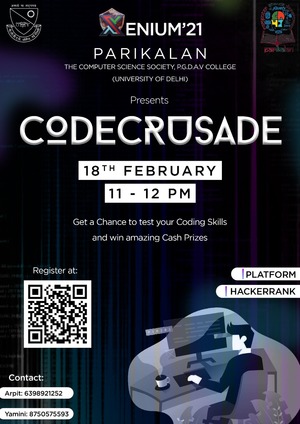 XENIUM'21
PARIKALAN
THE COMPUTER SCIENCE SOCIETY, P.G.D.A.V COLLEGE
(UNIVERSITY OF DELHI)
Presents
CODECRUSADE
18TH FEBRUARY
11 - 12 PM
Get a Chance to test your Coding Skills
and win amazing Cash Prizes
Register at:
PLATFORM
HACKERRANK
Contact:
Arpit: 6398921252
Yamini: 8750575593